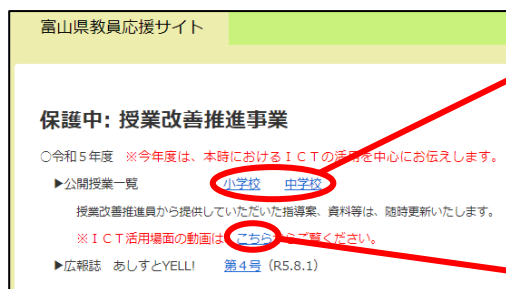 富山県教員応援サイト
保護中: 授業改善推進事業
○令和５年度　※今年度は、本時におけるＩＣＴの活用を中心にお伝えします。
▶公開授業一覧　小学校　中学校
授業改善推進員から提供していただいた指導案、資料等は、随時更新いたします。
※ＩＣＴ活用場面の動画は、こちらからご覧ください。
▶広報誌　あしすとYELL!　第４号（R5.8.1）